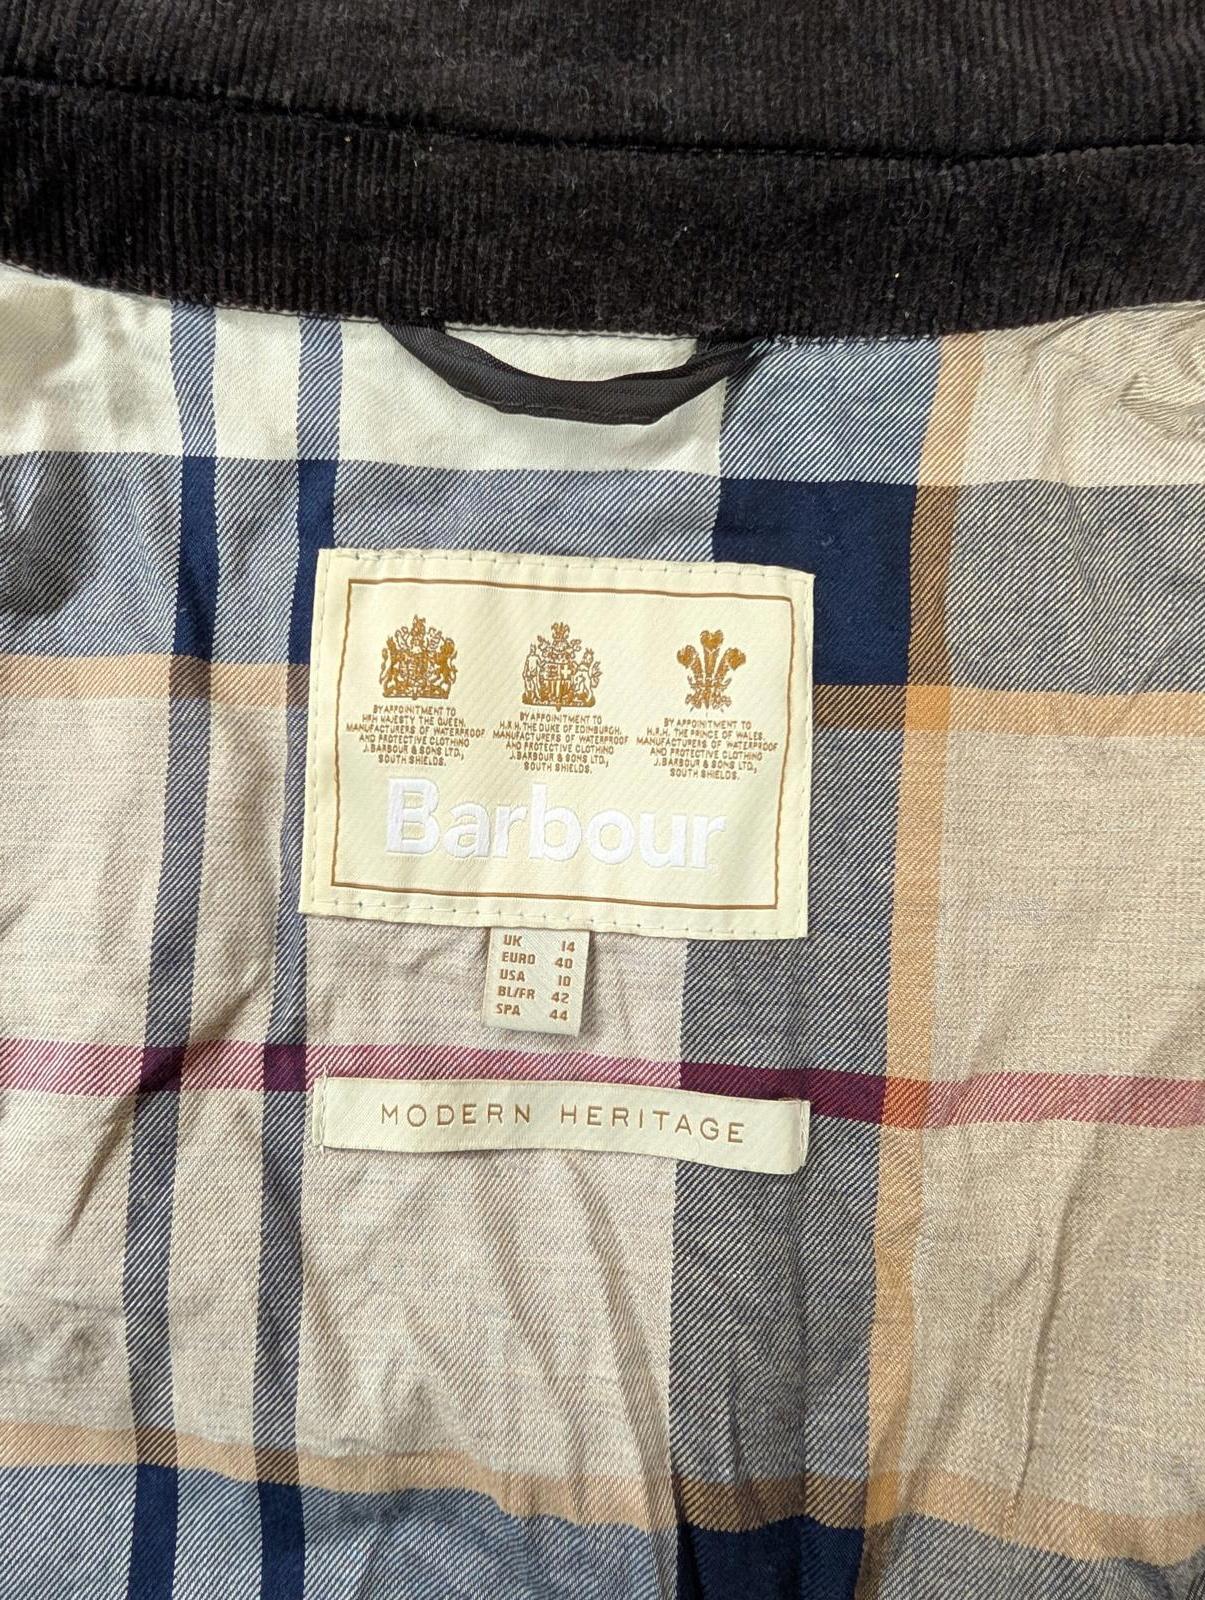 BY APPOINTMENT TO
HER MAJESTY THE QUEEN.
MANUFACTURERS OF WATERPROOF
AND PROTECTIVE CLOTHING
J.BARBOUR & SONS LTD.,
SOUTH SHIELDS.
BY APPOINTMENT TO
H.R.H. THE DUKE OF EDINBURGH.
MANUFACTURERS OF WATERPROOF
AND PROTECTIVE CLOTHING
J.BARBOUR & SONS LTD.,
SOUTH SHIELDS.
BY APPOINTMENT TO
H.R.H. THE PRINCE OF WALES.
MANUFACTURERS OF WATERPROOF
AND PROTECTIVE CLOTHING
J.BARBOUR & SONS LTD.,
SOUTH SHIELDS.
Barbour
UK 14
EURO 40
USA 10
BL/FR 42
SPA 44
MODERN HERITAGE